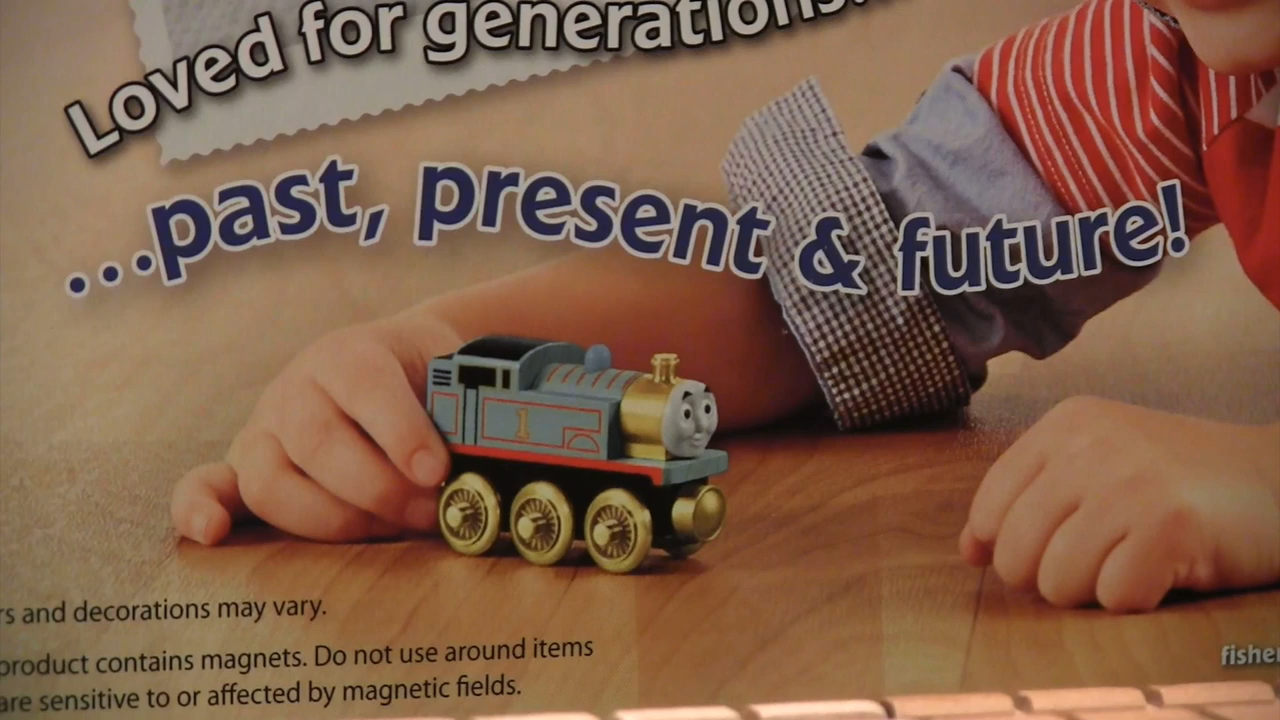 Loved for generations.
...past, present & future!
1
rs and decorations may vary.
product contains magnets. Do not use around items
are sensitive to or affected by magnetic fields.
fisher